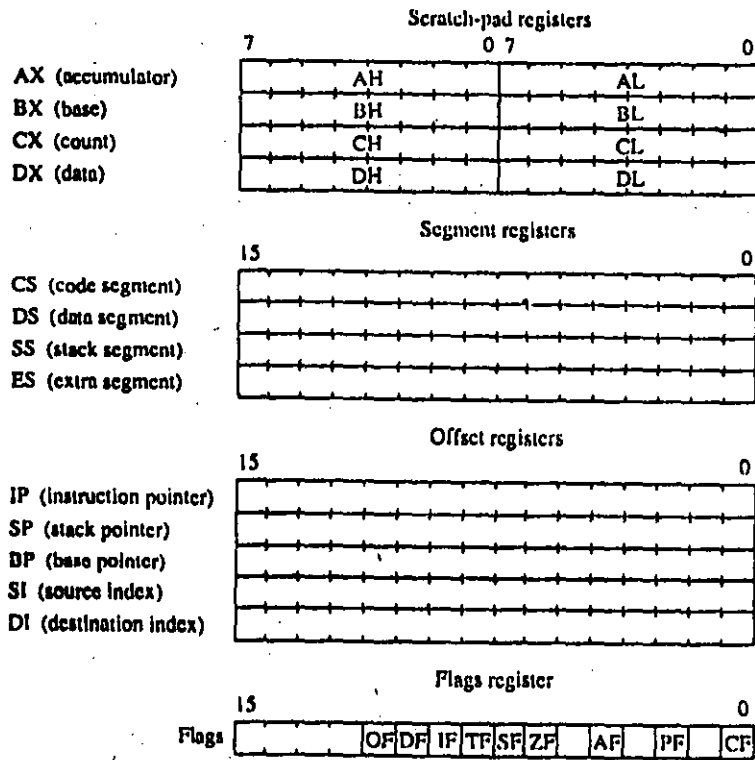 Scratch-pad registers
7 0 7 0
AX (accumulator) AH AL
BX (base) BH BL
CX (count) CH CL
DX (data) DH DL
Segment registers
15 0
CS (code segment)
DS (data segment)
SS (stack segment)
ES (extra segment)
Offset registers
15 0
IP (instruction pointer)
SP (stack pointer)
BP (base pointer)
SI (source index)
DI (destination index)
Flags register
15 0
Flags OF DF IF TF SF ZF AF PF CF